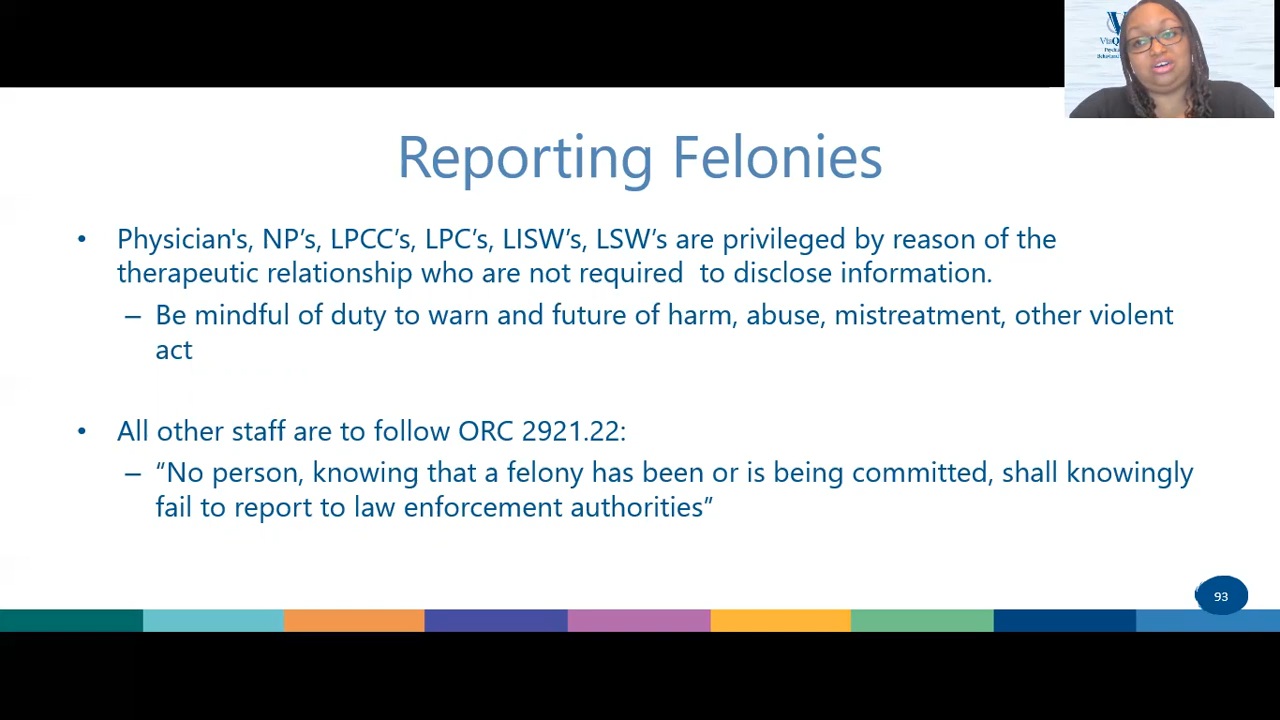 Reporting Felonies
• Physician's, NP’s, LPCC’s, LPC’s, LISW’s, LSW’s are privileged by reason of the
therapeutic relationship who are not required  to disclose information.
– Be mindful of duty to warn and future of harm, abuse, mistreatment, other violent
act
• All other staff are to follow ORC 2921.22:
– “No person, knowing that a felony has been or is being committed, shall knowingly
fail to report to law enforcement authorities”
93